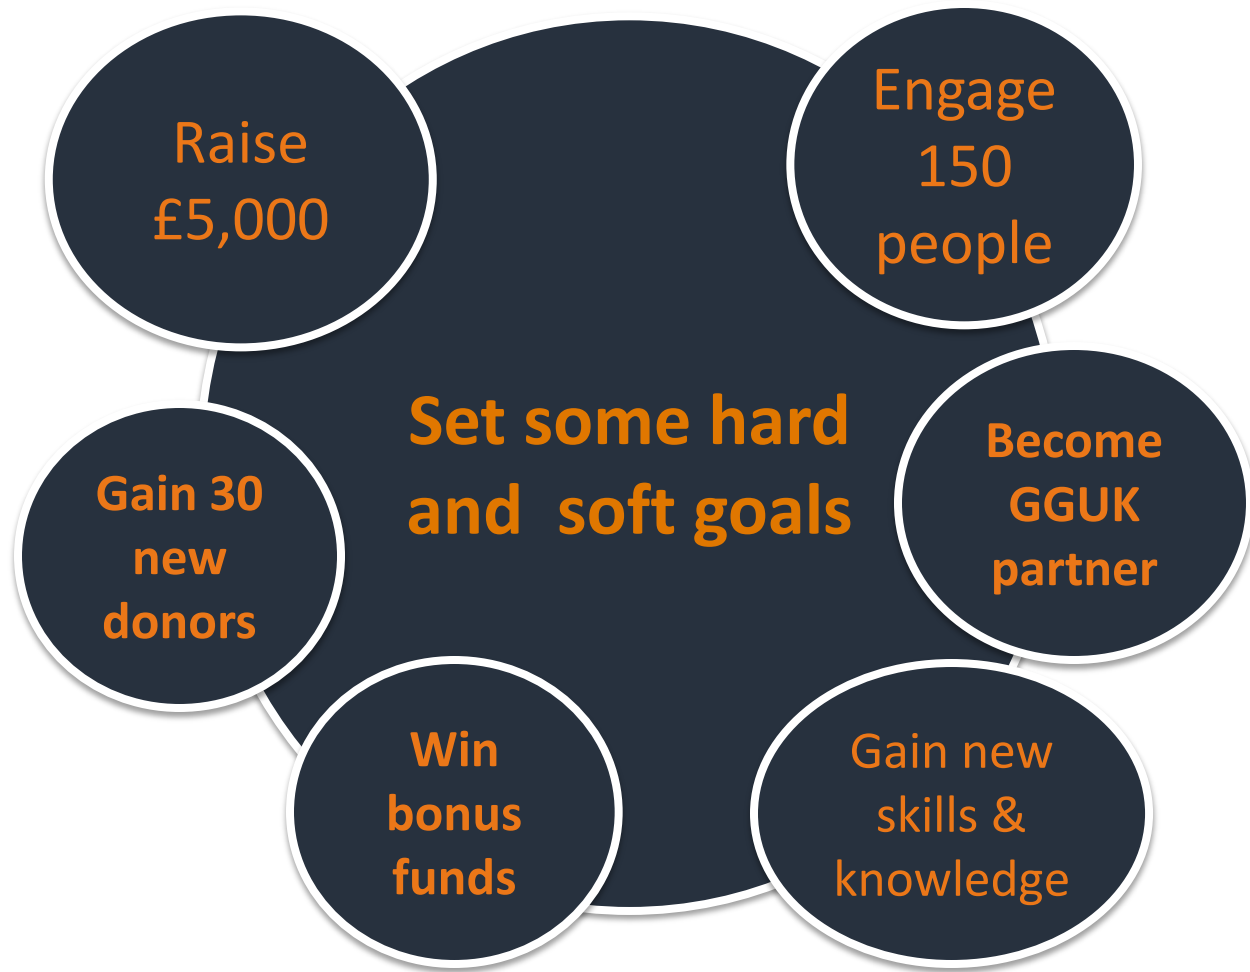 Raise
£5,000
Engage
150
people
Set some hard
and  soft goals
Become
GGUK
partner
Gain 30
new
donors
Win
bonus
funds
Gain new
skills &
knowledge